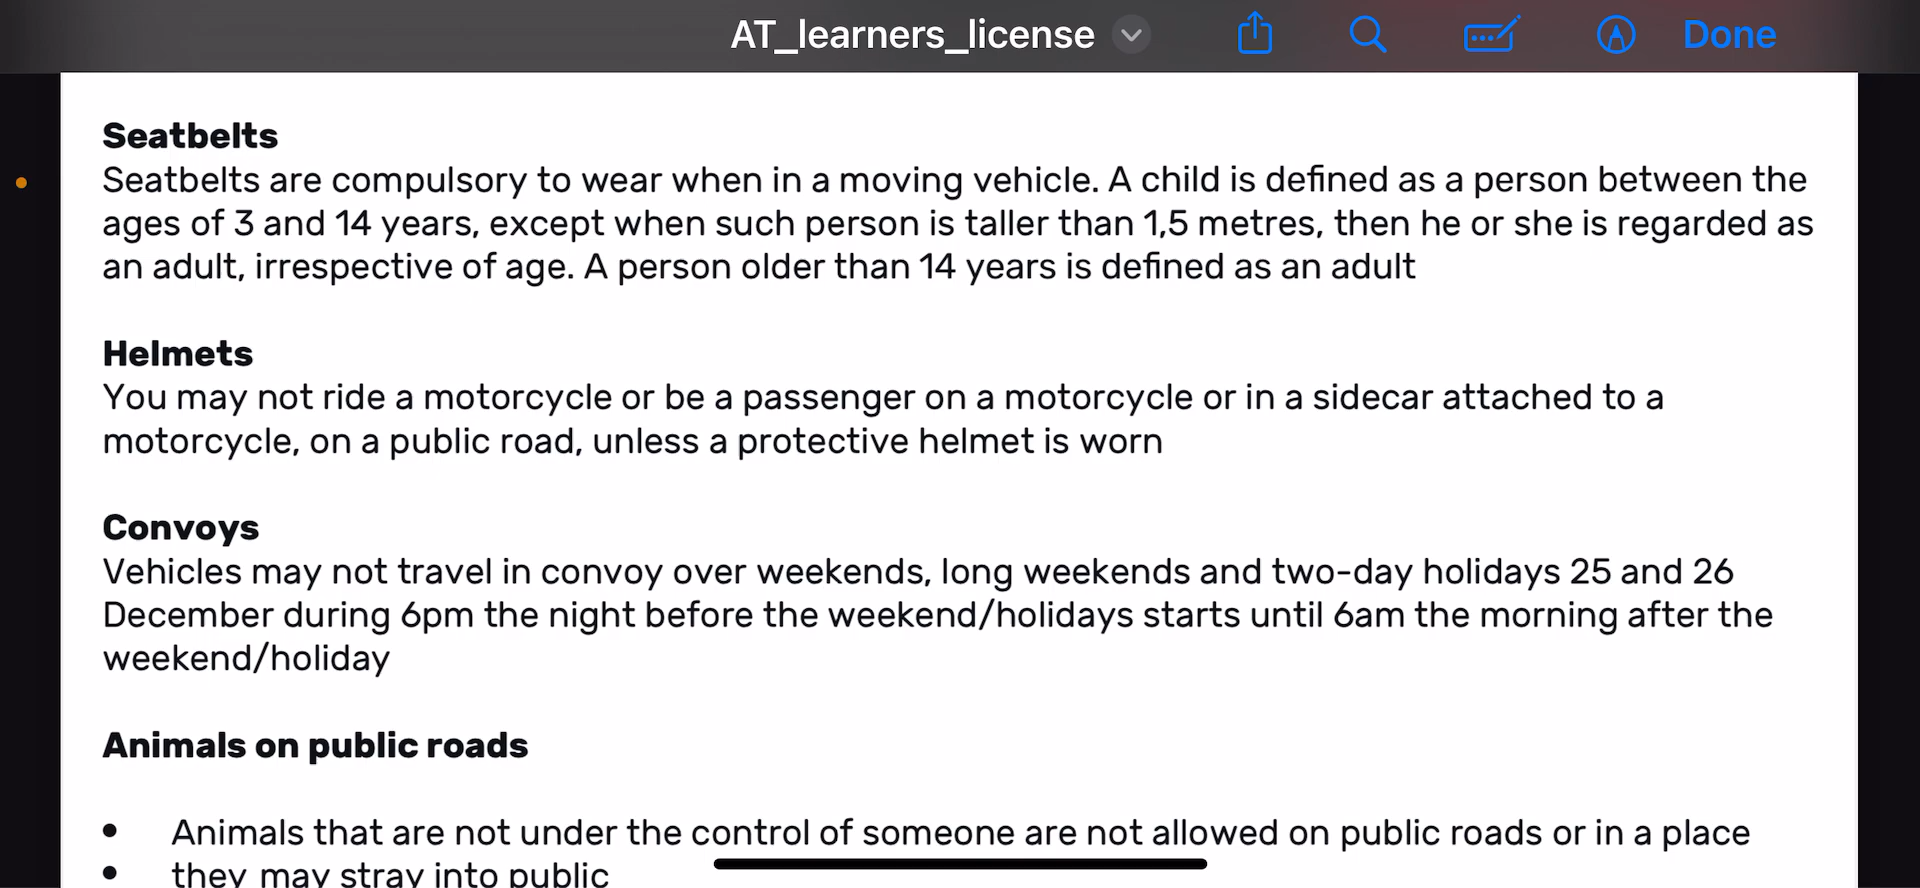 AT_learners_license
Done
Seatbelts
Seatbelts are compulsory to wear when in a moving vehicle. A child is defined as a person between the
ages of 3 and 14 years, except when such person is taller than 1,5 metres, then he or she is regarded as
an adult, irrespective of age. A person older than 14 years is defined as an adult
Helmets
You may not ride a motorcycle or be a passenger on a motorcycle or in a sidecar attached to a
motorcycle, on a public road, unless a protective helmet is worn
Convoys
Vehicles may not travel in convoy over weekends, long weekends and two-day holidays 25 and 26
December during 6pm the night before the weekend/holidays starts until 6am the morning after the
weekend/holiday
Animals on public roads
• Animals that are not under the control of someone are not allowed on public roads or in a place
• they may stray into public